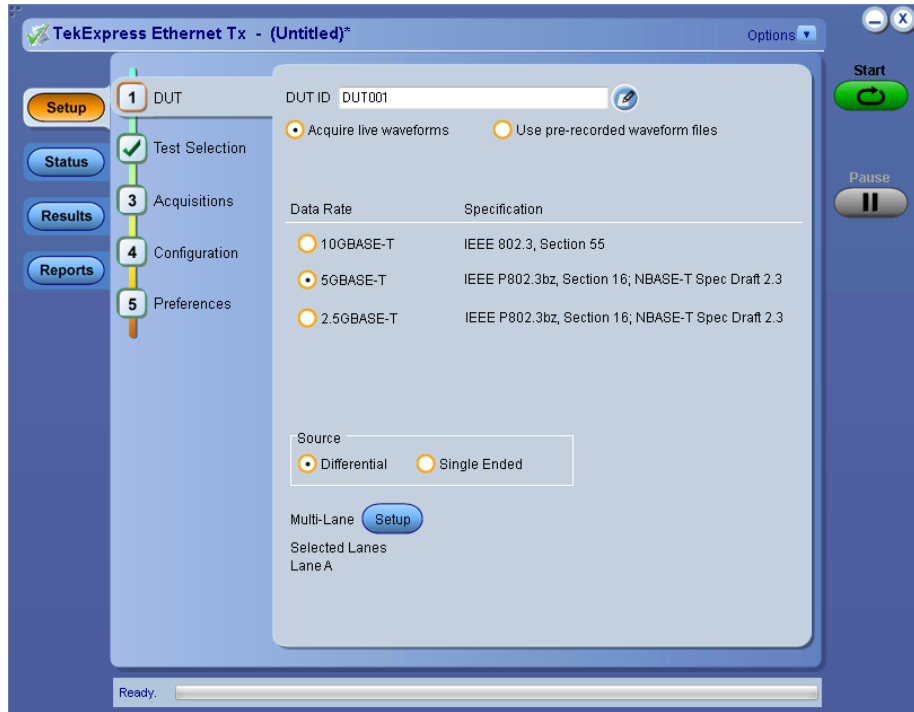 TekExpress Ethernet Tx - (Untitled)*
Options
X
Start
Pause
Setup
Status
Results
Reports
1 DUT
Test Selection
3 Acquisitions
4 Configuration
5 Preferences
DUT ID DUT001
Acquire live waveforms Use pre-recorded waveform files
Data Rate Specification
10GBASE-T IEEE 802.3, Section 55
5GBASE-T IEEE P802.3bz, Section 16; NBASE-T Spec Draft 2.3
2.5GBASE-T IEEE P802.3bz, Section 16; NBASE-T Spec Draft 2.3
Source
Differential Single Ended
Multi-Lane Setup
Selected Lanes
Lane A
Ready.